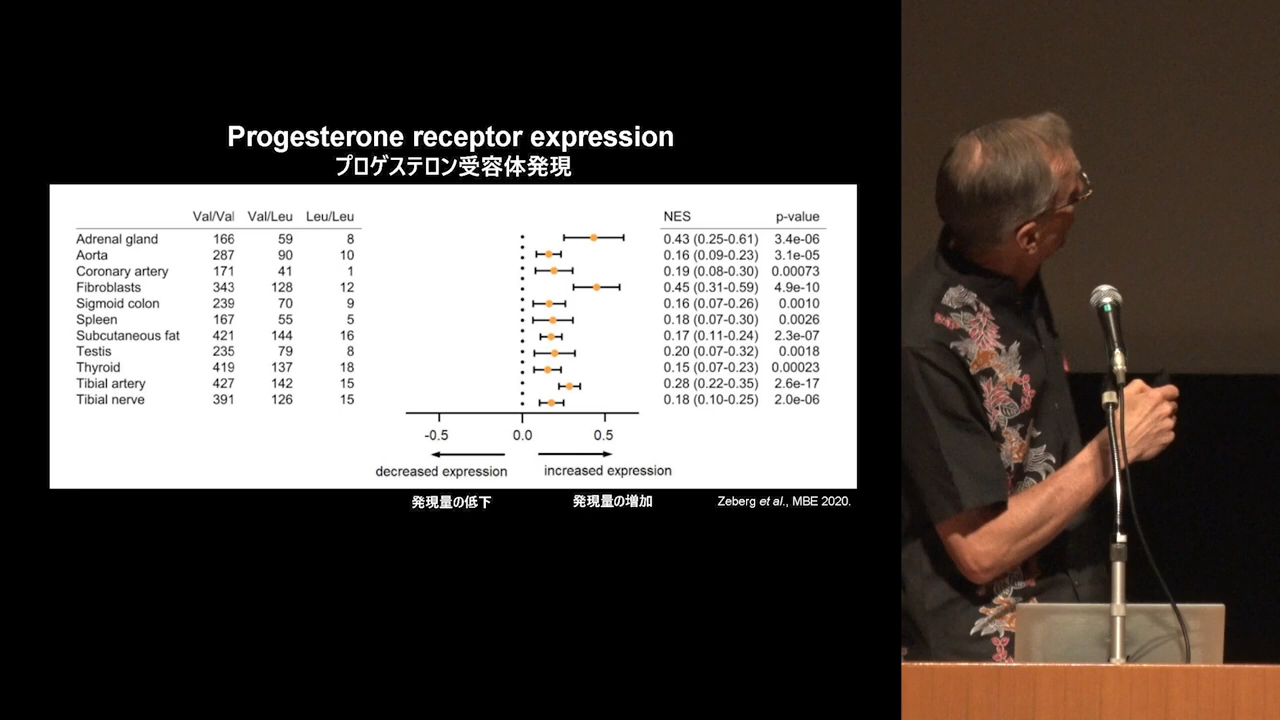 Progesterone receptor expression
プロゲステロン受容体発現
Val/Val Val/Leu Leu/Leu NES p-value
Adrenal gland 166 59 8 0.43 (0.25-0.61) 3.4e-06
Aorta 287 90 10 0.16 (0.09-0.23) 3.1e-05
Coronary artery 171 41 1 0.19 (0.08-0.30) 0.00073
Fibroblasts 343 128 12 0.45 (0.31-0.59) 4.9e-10
Sigmoid colon 239 70 9 0.16 (0.07-0.26) 0.0010
Spleen 167 55 5 0.18 (0.07-0.30) 0.0026
Subcutaneous fat 421 144 16 0.17 (0.11-0.24) 2.3e-07
Testis 235 79 8 0.20 (0.07-0.32) 0.0018
Thyroid 419 137 18 0.15 (0.07-0.23) 0.00023
Tibial artery 427 142 15 0.28 (0.22-0.35) 2.6e-17
Tibial nerve 391 126 15 0.18 (0.10-0.25) 2.0e-06
-0.5 0.0 0.5
decreased expression increased expression
発現量の低下 発現量の増加 Zeberg et al., MBE 2020.